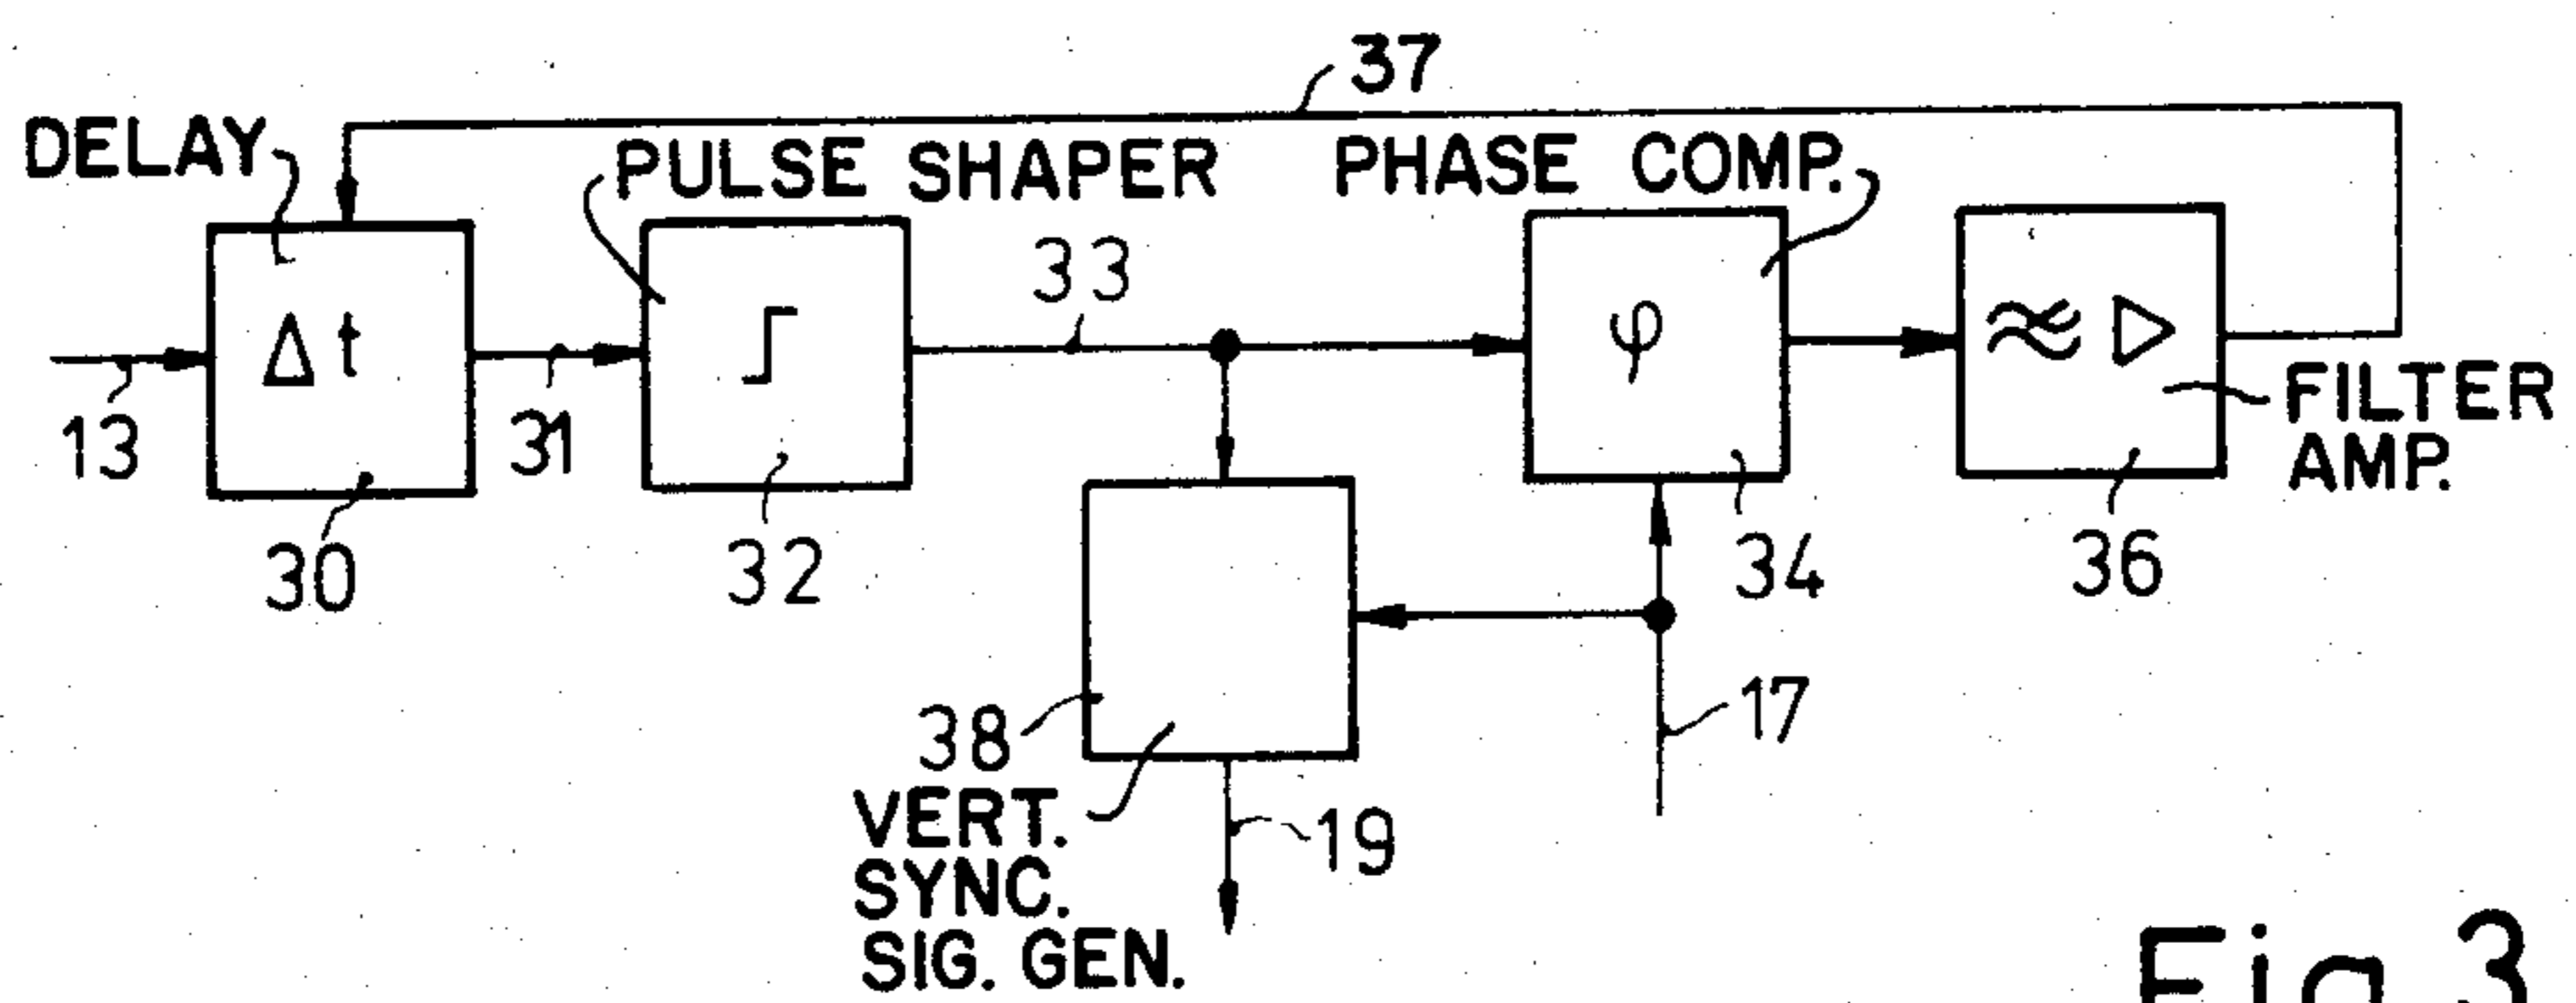 37
DELAY
PULSE SHAPER
PHASE COMP.
Δt
13
30
31
32
33
φ
34
FILTER
AMP.
36
38
17
VERT.
SYNC.
SIG. GEN.
19
Fig. 3